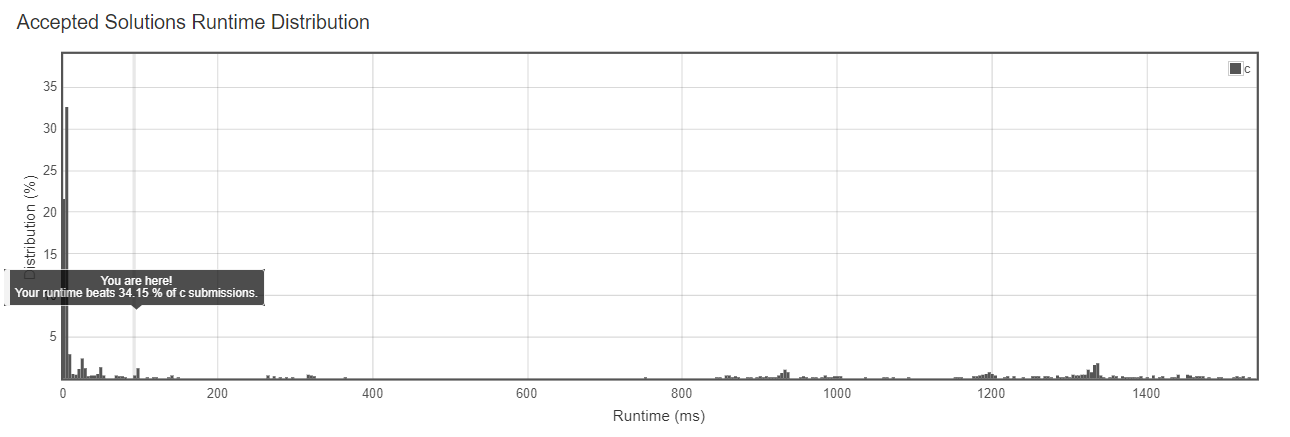 Accepted Solutions Runtime Distribution
c
35
30
25
20
15
5
Distribution (%)
You are here!
Your runtime beats 34.15 % of c submissions.
0 200 400 600 800 1000 1200 1400
Runtime (ms)